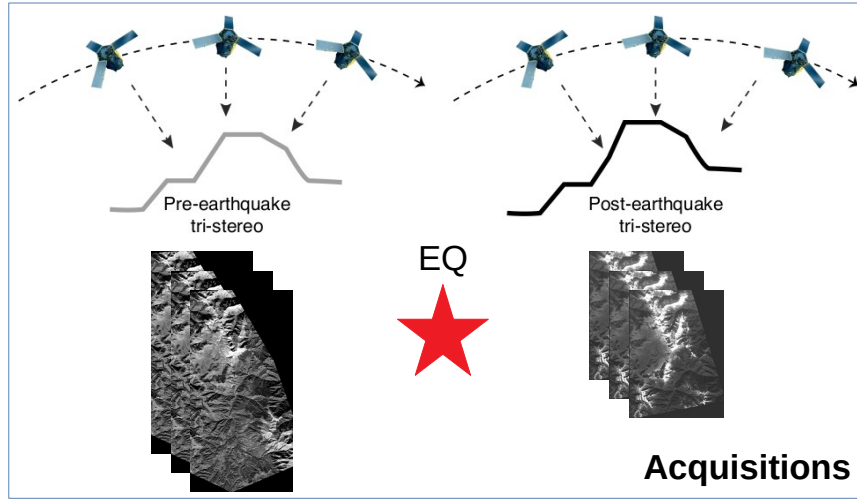 Pre-earthquake
tri-stereo
Post-earthquake
tri-stereo
EQ
Acquisitions